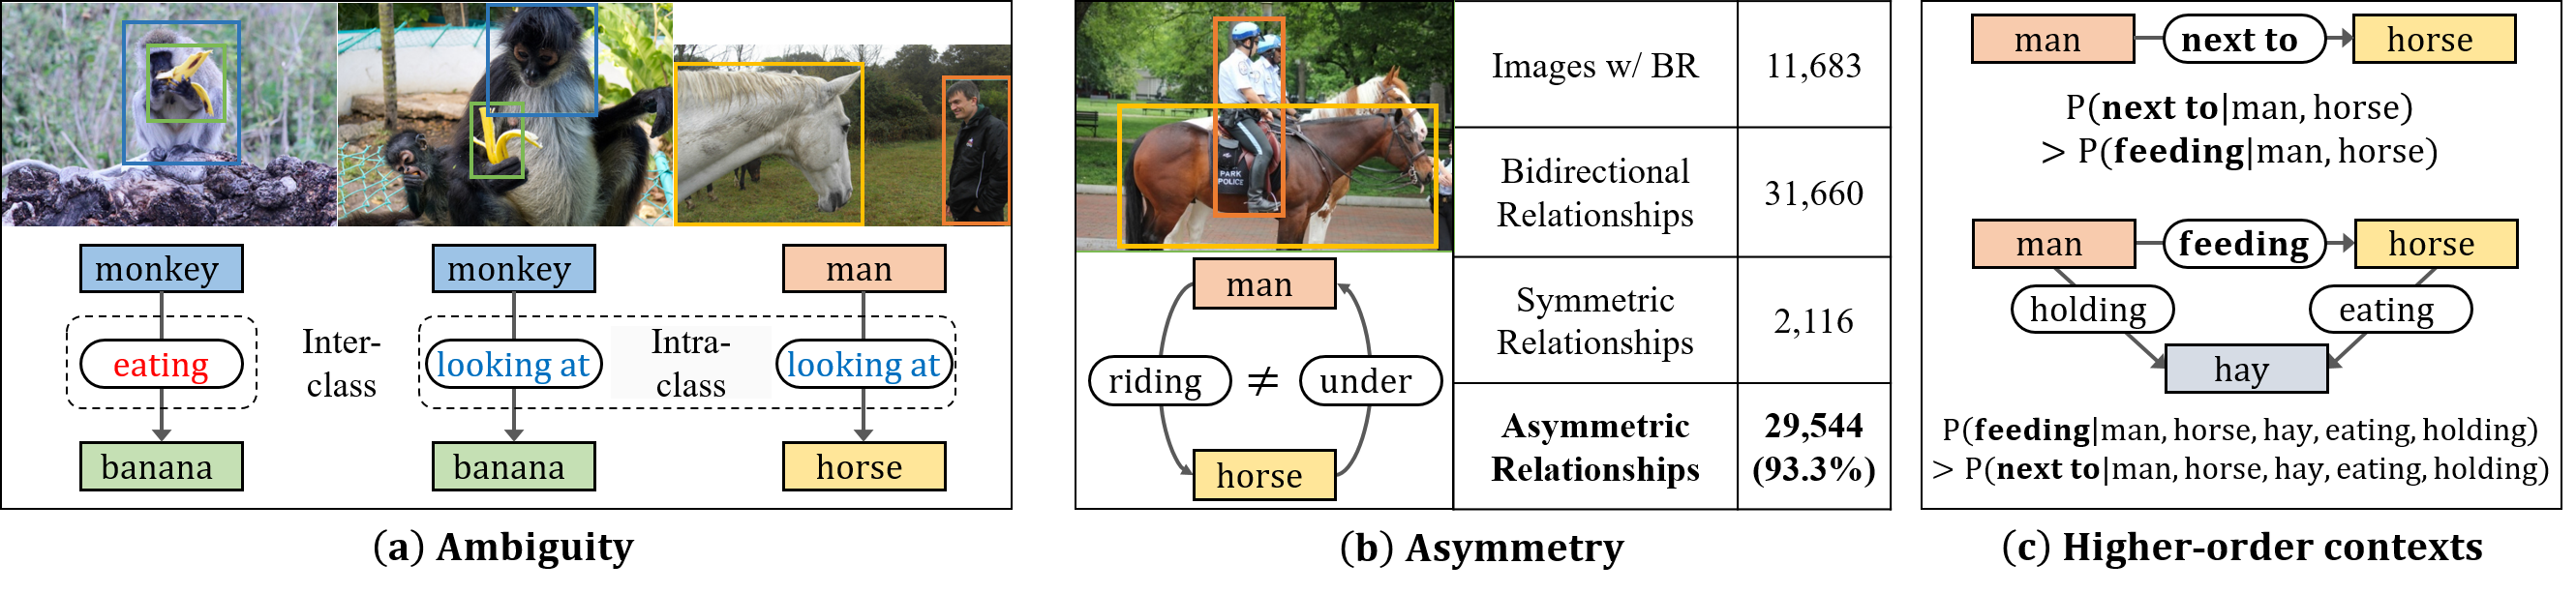 monkey
eating
banana
Inter-
class
monkey
looking at
banana
Intra-
class
man
looking at
horse
(a) Ambiguity
PARK
POLICE
man
riding
≠
under
horse
Images w/ BR
11,683
Bidirectional
Relationships
31,660
Symmetric
Relationships
2,116
Asymmetric
Relationships
29,544
(93.3%)
(b) Asymmetry
man
next to
horse
P(next to|man, horse)
> P(feeding|man, horse)
man
feeding
horse
holding
eating
hay
P(feeding|man, horse, hay, eating, holding)
> P(next to|man, horse, hay, eating, holding)
(c) Higher-order contexts